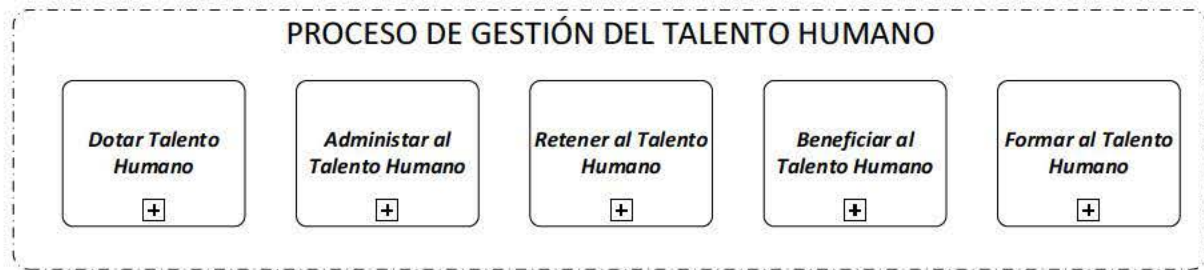 PROCESO DE GESTIÓN DEL TALENTO HUMANO
Dotar Talento
Humano
Administar al
Talento Humano
Retener al Talento
Humano
Beneficiar al
Talento Humano
Formar al Talento
Humano